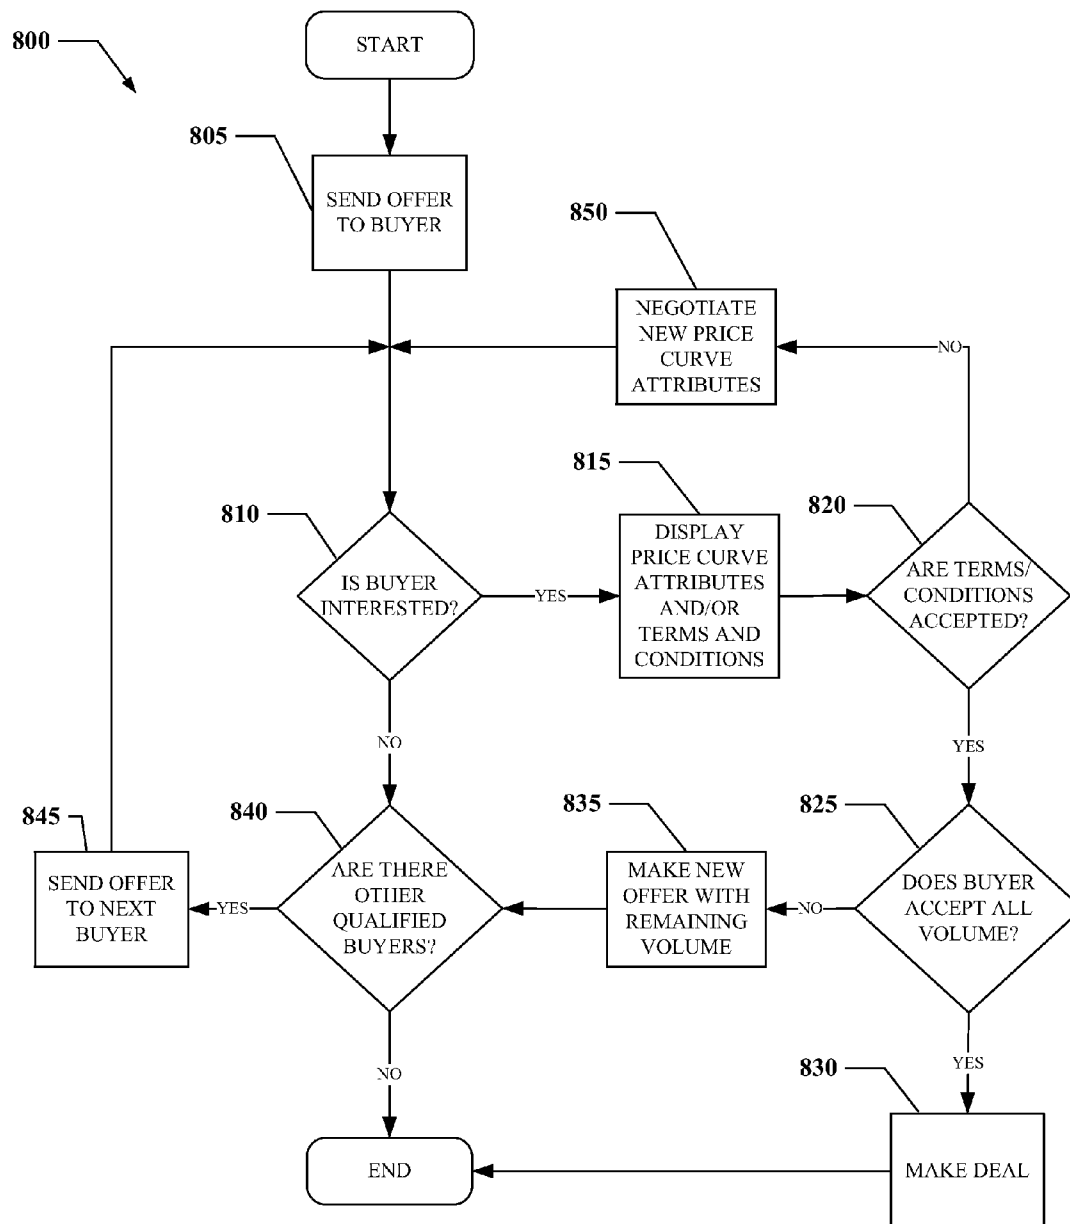 800
START
805
SEND OFFER
TO BUYER
850
NEGOTIATE
NEW PRICE
CURVE
ATTRIBUTES
NO
815
810
820
DISPLAY
PRICE CURVE
ATTRIBUTES
AND/OR
TERMS AND
CONDITIONS
IS BUYER
INTERESTED?
YES
ARE TERMS/
CONDITIONS
ACCEPTED?
NO
YES
845
840
835
825
SEND OFFER
TO NEXT
BUYER
YES
ARE THERE
OTHER
QUALIFIED
BUYERS?
MAKE NEW
OFFER WITH
REMAINING
VOLUME
NO
DOES BUYER
ACCEPT ALL
VOLUME?
NO
YES
830
END
MAKE DEAL